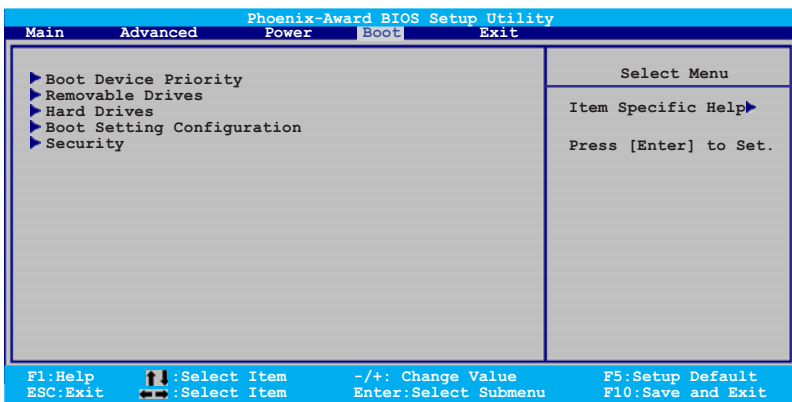 Phoenix-Award BIOS Setup Utility
Main Advanced Power Boot Exit
Boot Device Priority
Removable Drives
Hard Drives
Boot Setting Configuration
Security
Select Menu
Item Specific Help
Press [Enter] to Set.
F1:Help :Select Item -/+: Change Value F5:Setup Default
ESC:Exit :Select Item Enter:Select Submenu F10:Save and Exit